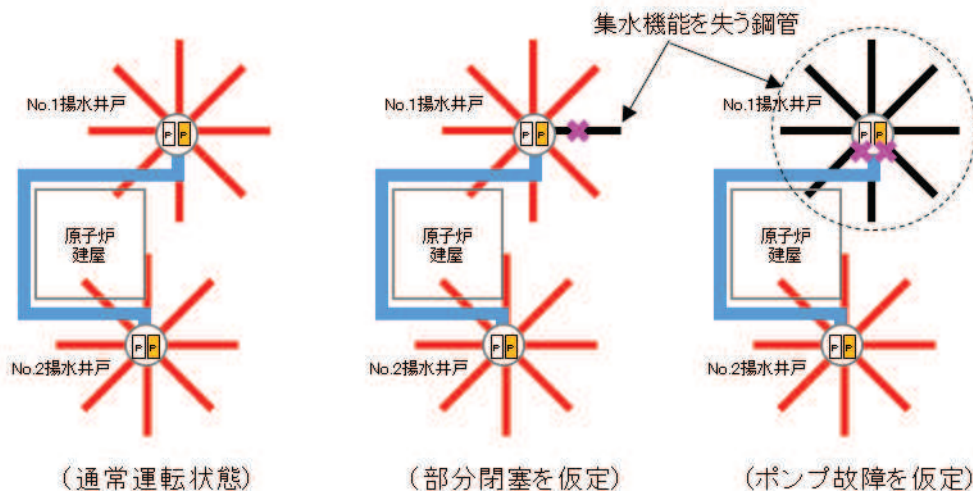 集水機能を失う鋼管
No.1揚水井戸
P P
原子炉
建屋
P P
No.2揚水井戸
(通常運転状態)
No.1揚水井戸
P P
原子炉
建屋
P P
No.2揚水井戸
(部分閉塞を仮定)
No.1揚水井戸
P P
原子炉
建屋
P P
No.2揚水井戸
(ポンプ故障を仮定)